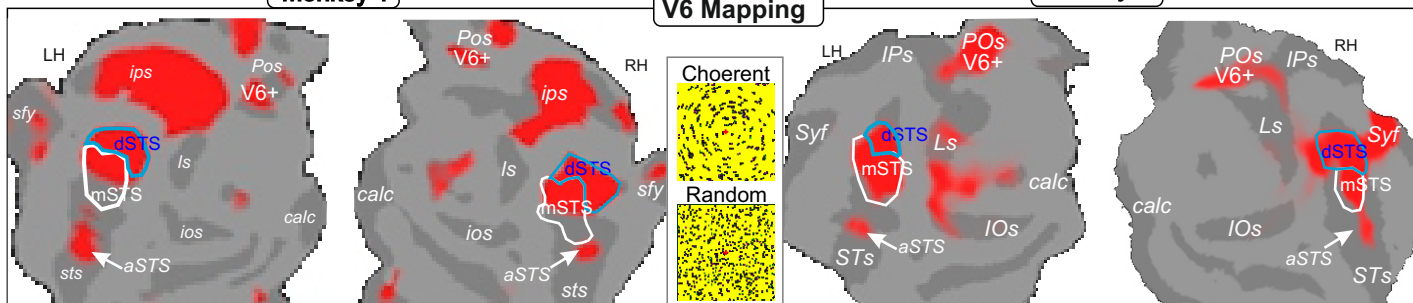 V6 Mapping
LH
ips
Pos
V6+
sfy
dSTS
ls
mSTS
calc
ios
aSTS
sts
Pos
V6+
RH
ips
ls
dSTS
calc
mSTS
sfy
ios
aSTS
sts
Choerent
Random
LH
IPs
POs
V6+
Syf
dSTS
Ls
mSTS
calc
IOs
aSTS
STs
POs
V6+
IPs
RH
Ls
Syf
dSTS
mSTS
calc
IOs
aSTS
STs